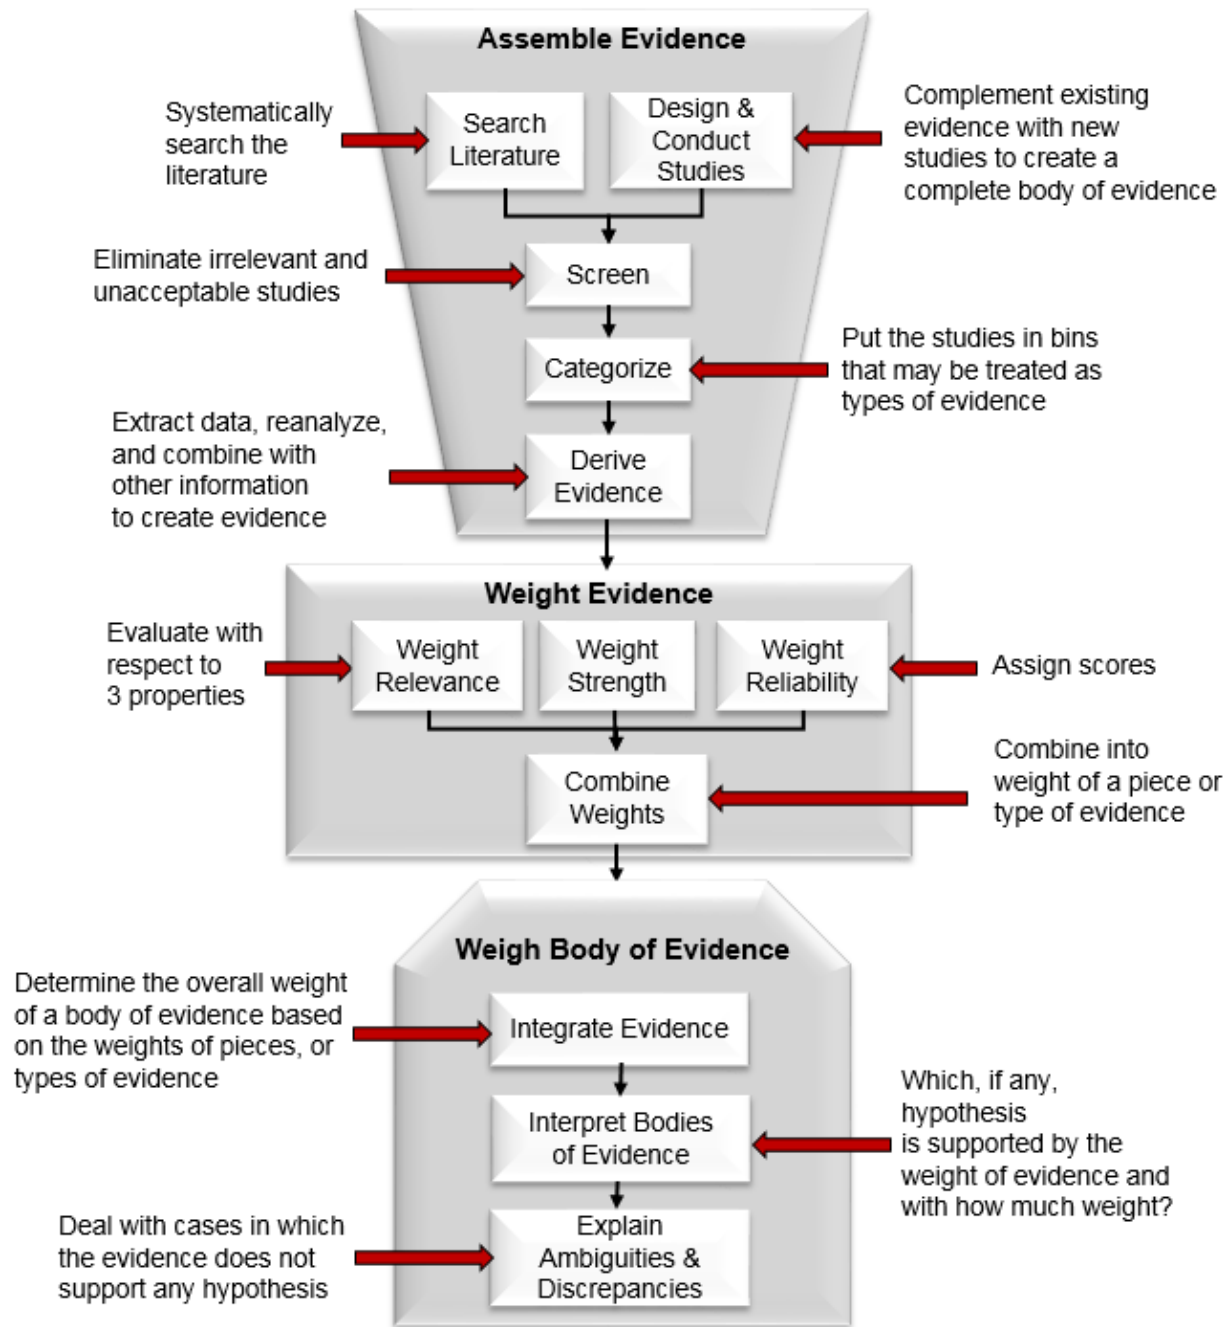 Assemble Evidence
Systematically
search the
literature
Search
Literature
Design &
Conduct
Studies
Complement existing
evidence with new
studies to create a
complete body of evidence
Eliminate irrelevant and
unacceptable studies
Screen
Categorize
Put the studies in bins
that may be treated as
types of evidence
Extract data, reanalyze,
and combine with
other information
to create evidence
Derive
Evidence
Weight Evidence
Evaluate with
respect to
3 properties
Weight
Relevance
Weight
Strength
Weight
Reliability
Assign scores
Combine
Weights
Combine into
weight of a piece or
type of evidence
Weigh Body of Evidence
Determine the overall weight
of a body of evidence based
on the weights of pieces, or
types of evidence
Integrate Evidence
Interpret Bodies
of Evidence
Which, if any,
hypothesis
is supported by the
weight of evidence and
with how much weight?
Deal with cases in which
the evidence does not
support any hypothesis
Explain
Ambiguities &
Discrepancies